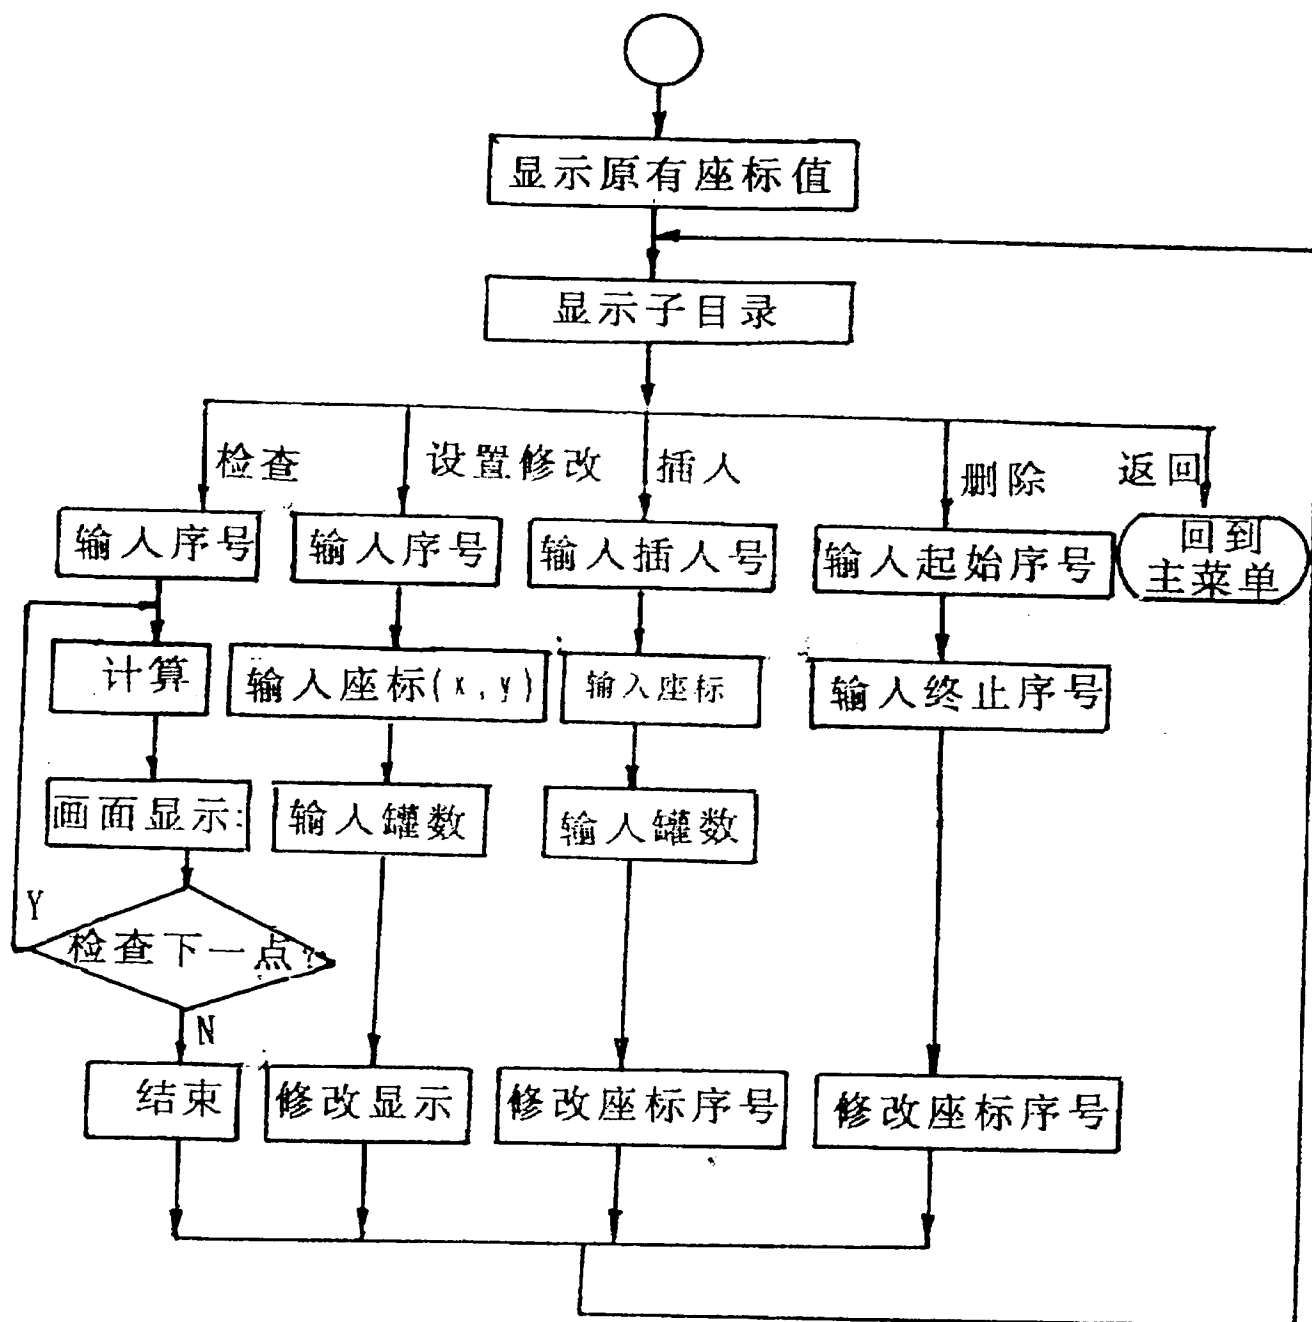 显示原有座标值
显示子目录
检查
设置修改
插入
删除
返回
输入序号
输入序号
输入插入号
输入起始序号
回到
主菜单
计算
输入座标(x,y)
输入座标
输入终止序号
画面显示:
输入罐数
输入罐数
Y
检查下一点?
N
结束
修改显示
修改座标序号
修改座标序号